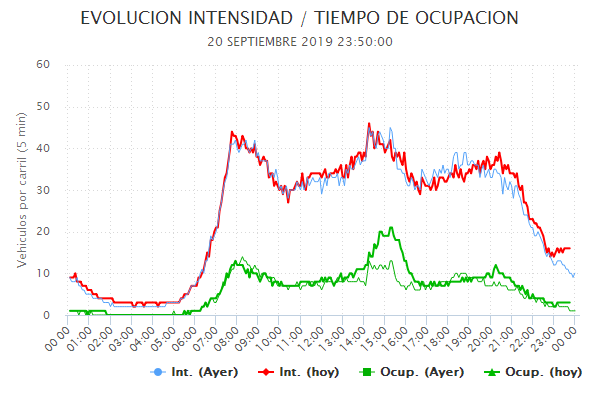 EVOLUCION INTENSIDAD / TIEMPO DE OCUPACION
20 SEPTIEMBRE 2019 23:50:00
Vehiculos por carril (5 min)
60
50
40
30
20
10
0
00:00 01:00 02:00 03:00 04:00 05:00 06:00 07:00 08:00 09:00 10:00 11:00 12:00 13:00 14:00 15:00 16:00 17:00 18:00 19:00 20:00 21:00 22:00 23:00 00:00
Int. (Ayer) Int. (hoy) Ocup. (Ayer) Ocup. (hoy)